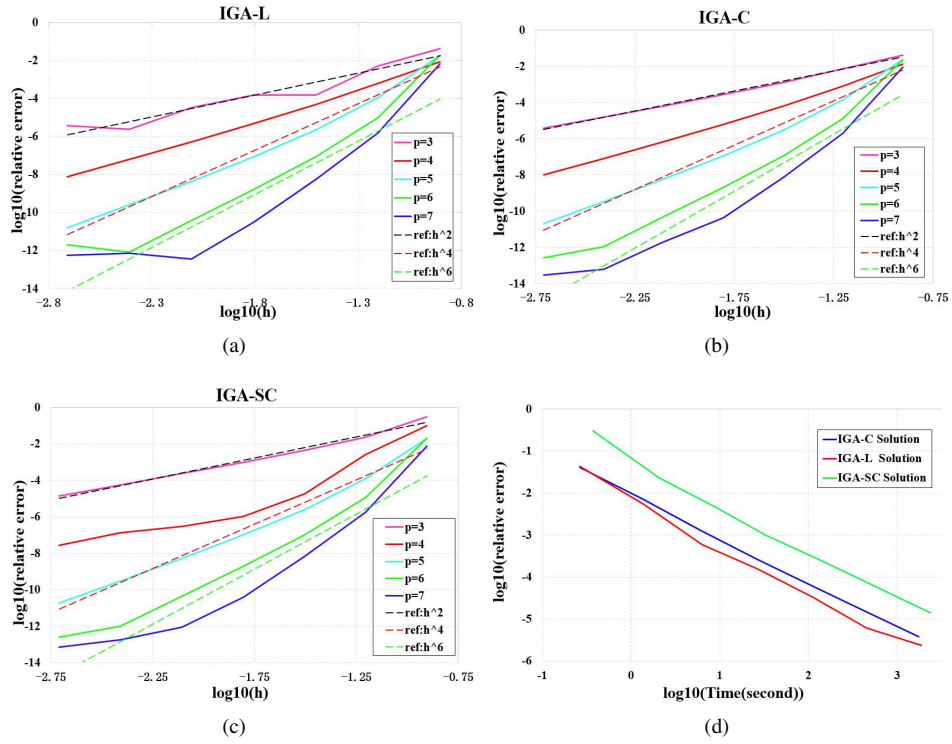 IGA-L
0
-2
-4
-6
-8
-10
-12
-14
log10(relative error)
p=3
p=4
p=5
p=6
p=7
ref:h^2
ref:h^4
ref:h^6
-2.8
-2.3
-1.8
-1.3
-0.8
log10(h)
(a)
IGA-C
0
-2
-4
-6
-8
-10
-12
-14
log10(relative error)
p=3
p=4
p=5
p=6
p=7
ref:h^2
ref:h^4
ref:h^6
-2.75
-2.25
-1.75
-1.25
-0.75
log10(h)
(b)
IGA-SC
0
-2
-4
-6
-8
-10
-12
-14
log10(relative error)
p=3
p=4
p=5
p=6
p=7
ref:h^2
ref:h^4
ref:h^6
-2.75
-2.25
-1.75
-1.25
-0.75
log10(h)
(c)
0
-1
-2
-3
-4
-5
-6
log10(relative error)
IGA-C Solution
IGA-L Solution
IGA-SC Solution
-1
0
1
2
3
log10(Time(second))
(d)